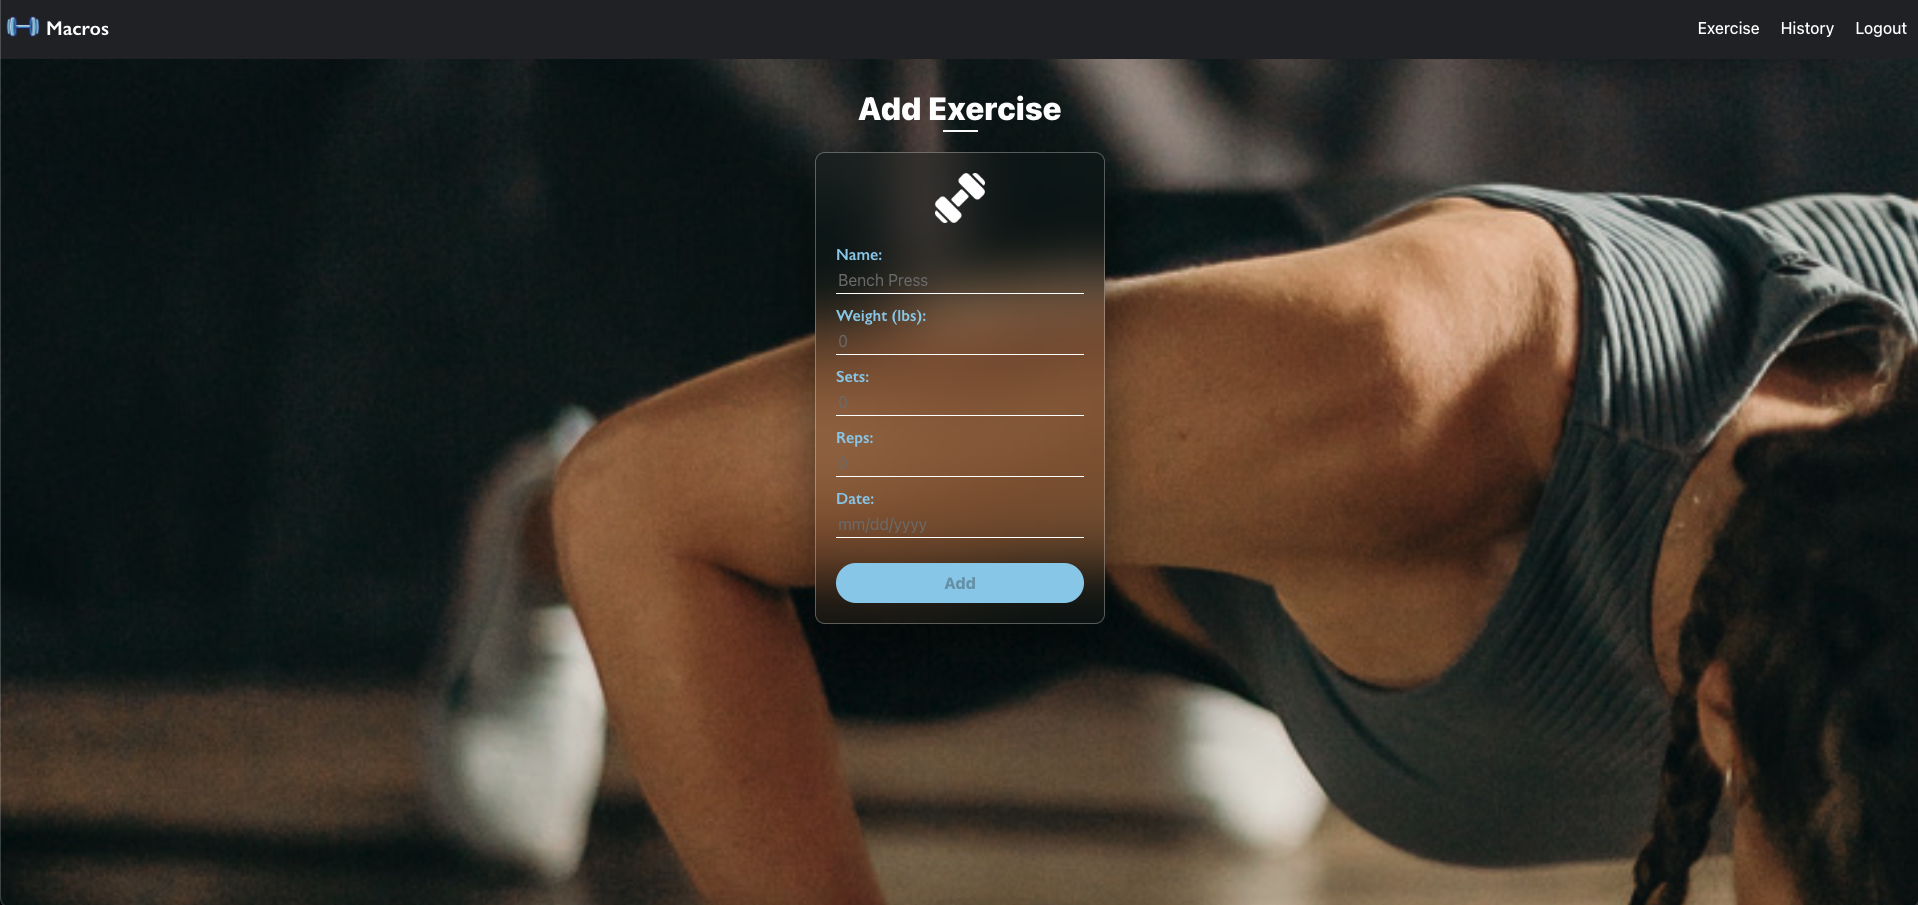 Macros
Exercise History Logout
Add Exercise
Name:
Bench Press
Weight (lbs):
0
Sets:
0
Reps:
Date:
mm/dd/yyyy
Add